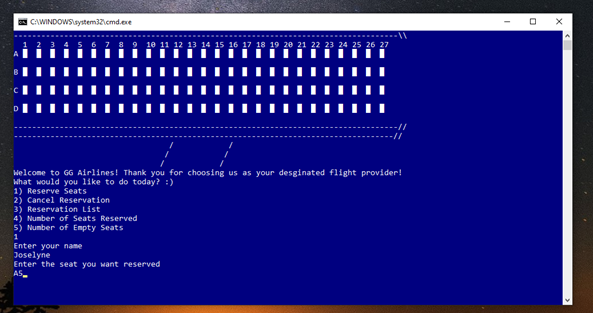 C:\WINDOWS\system32\cmd.exe
1 2 3 4 5 6 7 8 9 10 11 12 13 14 15 16 17 18 19 20 21 22 23 24 25 26 27
A
B
C
D
Welcome to GG Airlines! Thank you for choosing us as your desginated flight provider!
What would you like to do today? :)
1) Reserve Seats
2) Cancel Reservation
3) Reservation List
4) Number of Seats Reserved
5) Number of Empty Seats
1
Enter your name
Joselyne
Enter the seat you want reserved
A5